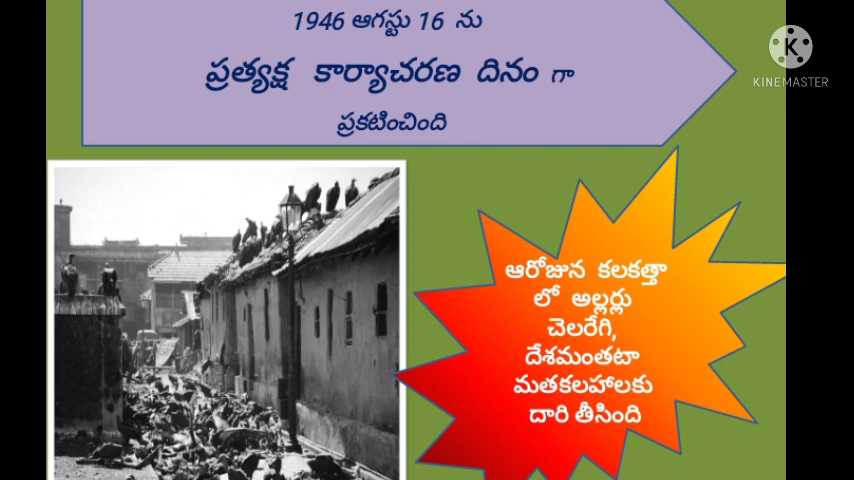 1946 ఆగస్టు 16 ను
ప్రత్యక్ష కార్యాచరణ దినం గా
ప్రకటించింది
KINEMASTER
ఆరోజున కలకత్తా
లో అల్లర్లు
చెలరేగి,
దేశమంతటా
మతకలహాలకు
దారి తీసింది